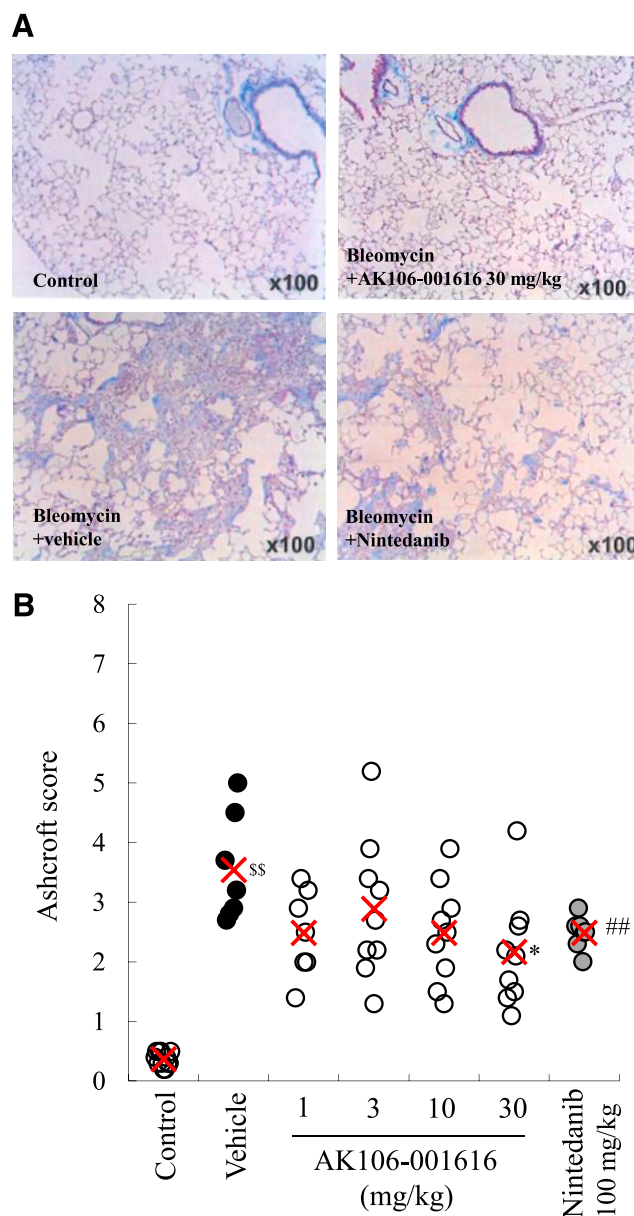 A
Control
x100
Bleomycin
+AK106-001616 30 mg/kg
x100
Bleomycin
+vehicle
x100
Bleomycin
+Nintedanib
x100
B
8
7
6
5
4
3
2
1
0
Ashcroft score
$$
*
##
Control
Vehicle
1
3
10
30
AK106-001616
(mg/kg)
Nintedanib
100 mg/kg